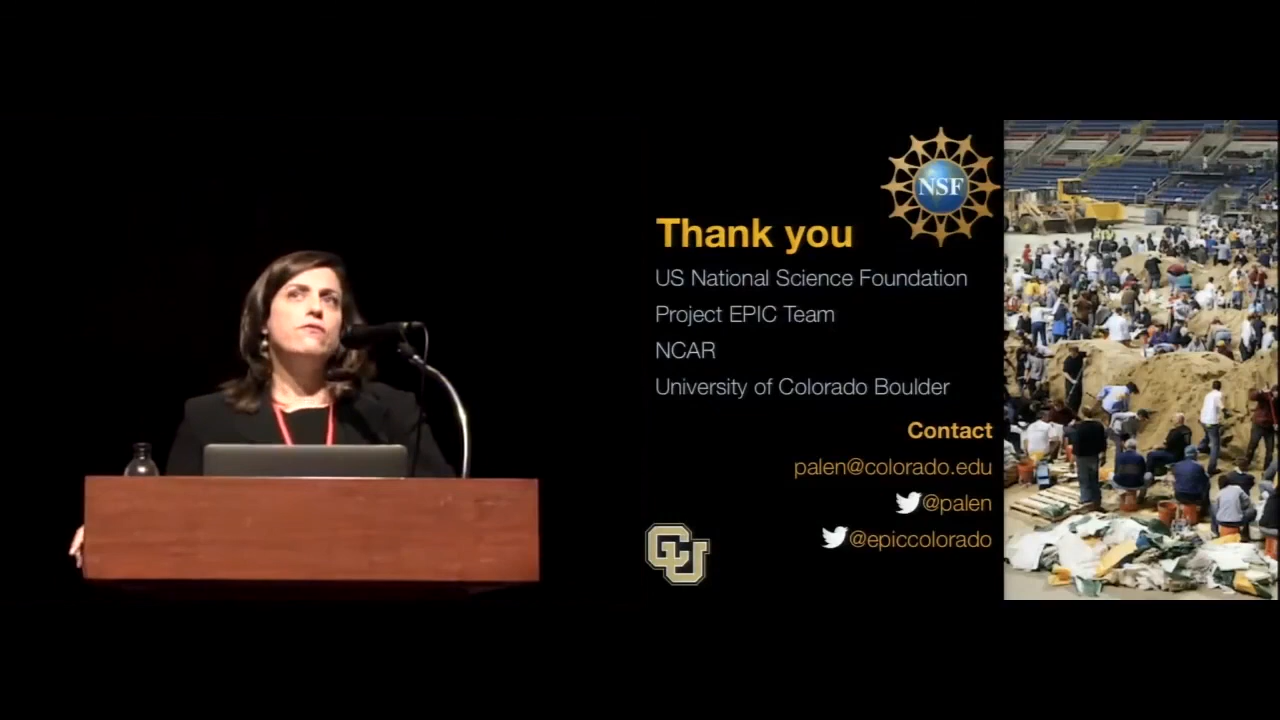 NSF
Thank you
US National Science Foundation
Project EPIC Team
NCAR
University of Colorado Boulder
Contact
palen@colorado.edu
@palen
@epiccolorado
CU